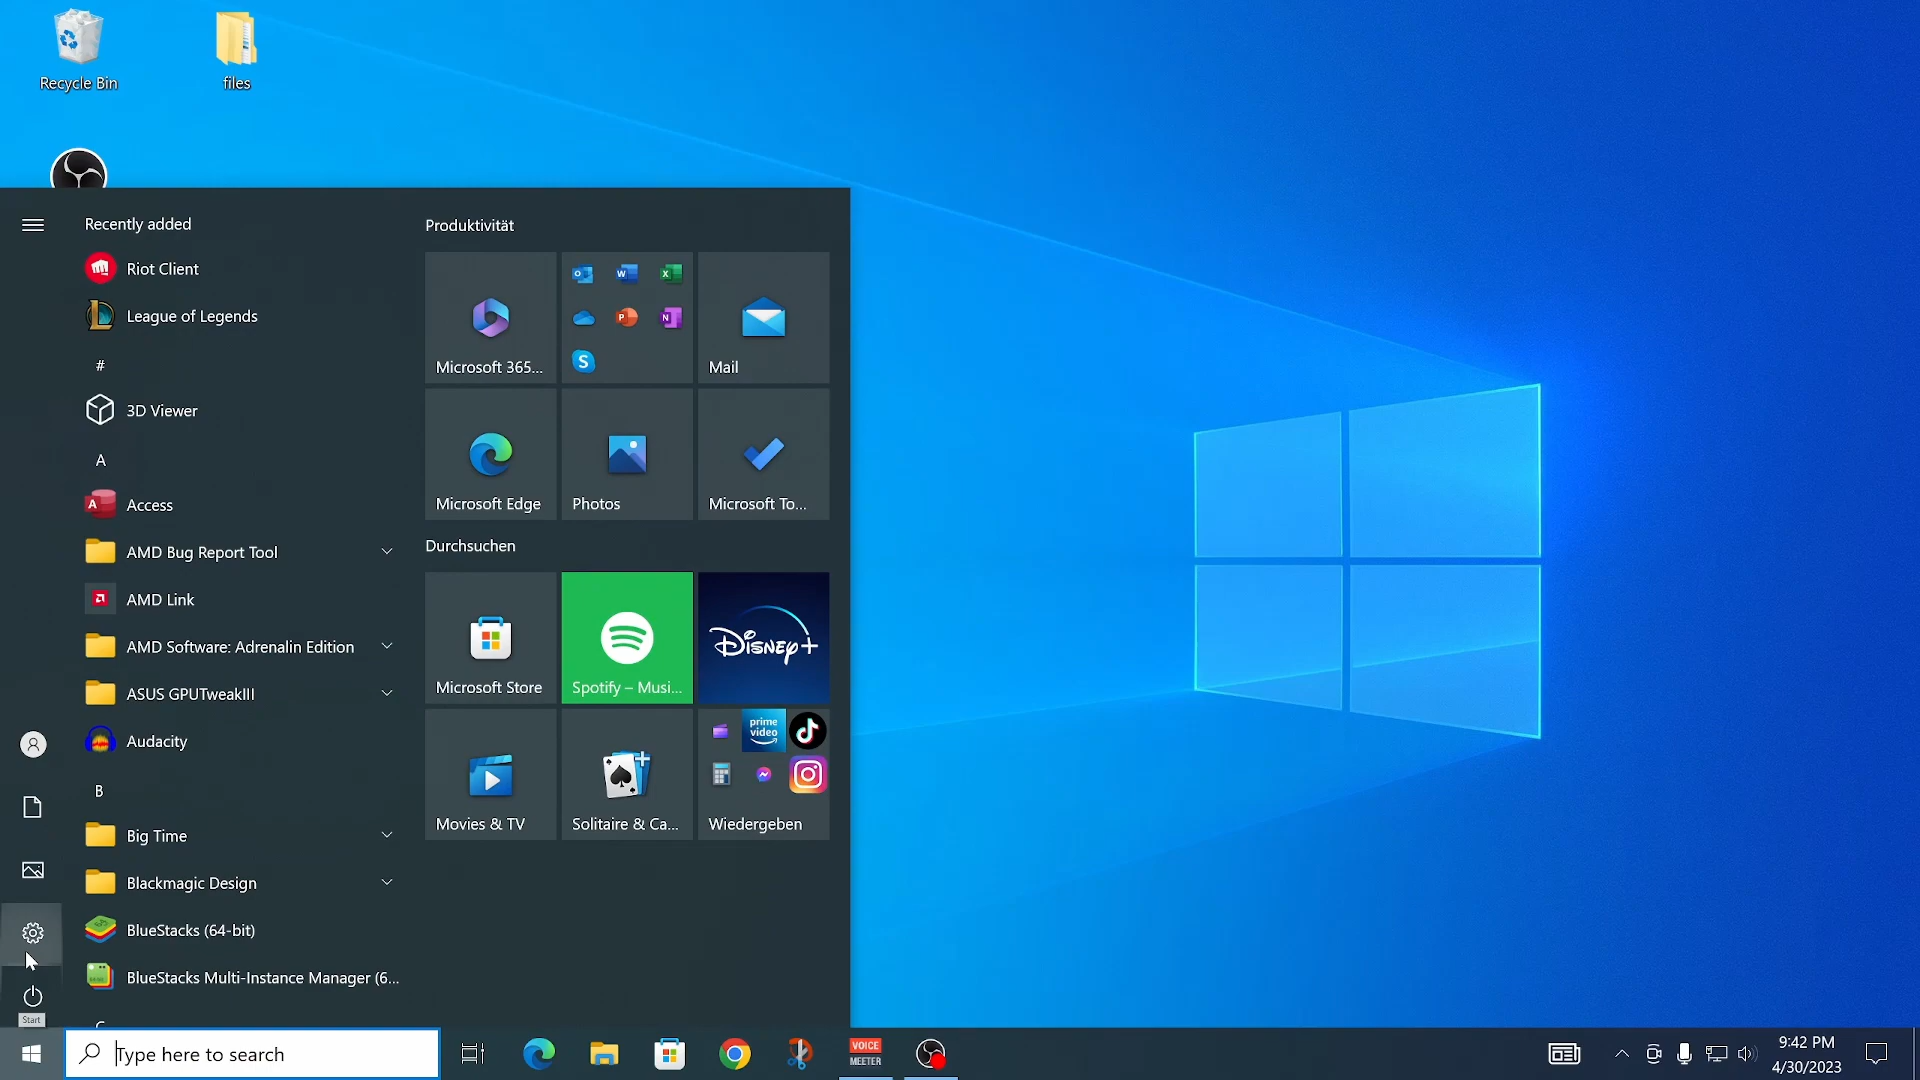 Recycle Bin
files
Recently added
Riot Client
League of Legends
#
3D Viewer
A
Access
AMD Bug Report Tool
AMD Link
AMD Software: Adrenalin Edition
ASUS GPUTweakIII
Audacity
B
Big Time
Blackmagic Design
BlueStacks (64-bit)
BlueStacks Multi-Instance Manager (6...
Produktivität
Microsoft 365...
Mail
Microsoft Edge
Photos
Microsoft To...
Durchsuchen
Microsoft Store
Spotify – Musi...
Disney+
Movies & TV
Solitaire & Ca...
prime
video
Wiedergeben
Start
Type here to search
VOICE
MEETER
9:42 PM
4/30/2023